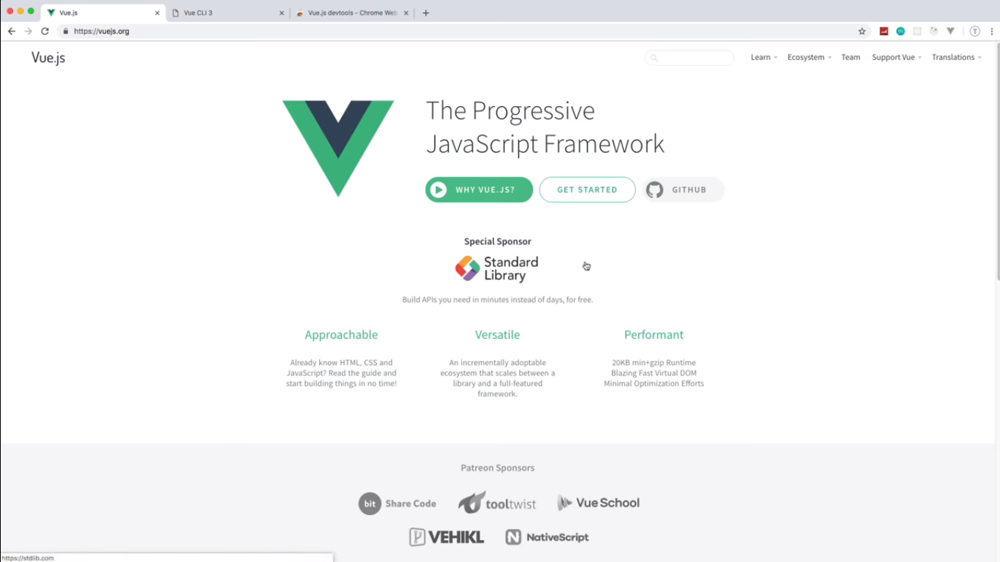 Vue.js
Vue CLI 3
Vue.js devtools - Chrome Web
https://vuejs.org
T
Vue.js
Learn
Ecosystem
Team
Support Vue
Translations
The Progressive
JavaScript Framework
WHY VUE.JS?
GET STARTED
GITHUB
Special Sponsor
Standard
Library
Build APIs you need in minutes instead of days, for free.
Approachable
Versatile
Performant
Already know HTML, CSS and
JavaScript? Read the guide and
start building things in no time!
An incrementally adoptable
ecosystem that scales between a
library and a full-featured
framework.
20KB min+gzip Runtime
Blazing Fast Virtual DOM
Minimal Optimization Efforts
Patreon Sponsors
bit Share Code
tooltwist
Vue School
VEHIKL
N NativeScript
https://stdlib.com